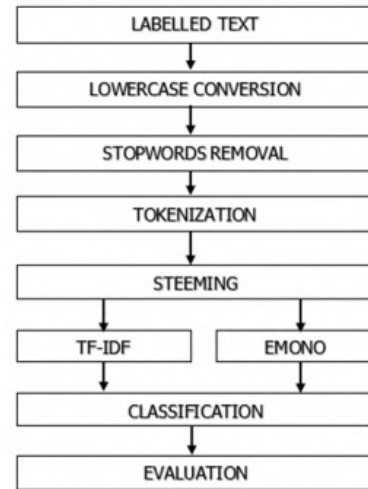 LABELLED TEXT
LOWERCASE CONVERSION
STOPWORDS REMOVAL
TOKENIZATION
STEEMING
TF-IDF EMONO
CLASSIFICATION
EVALUATION